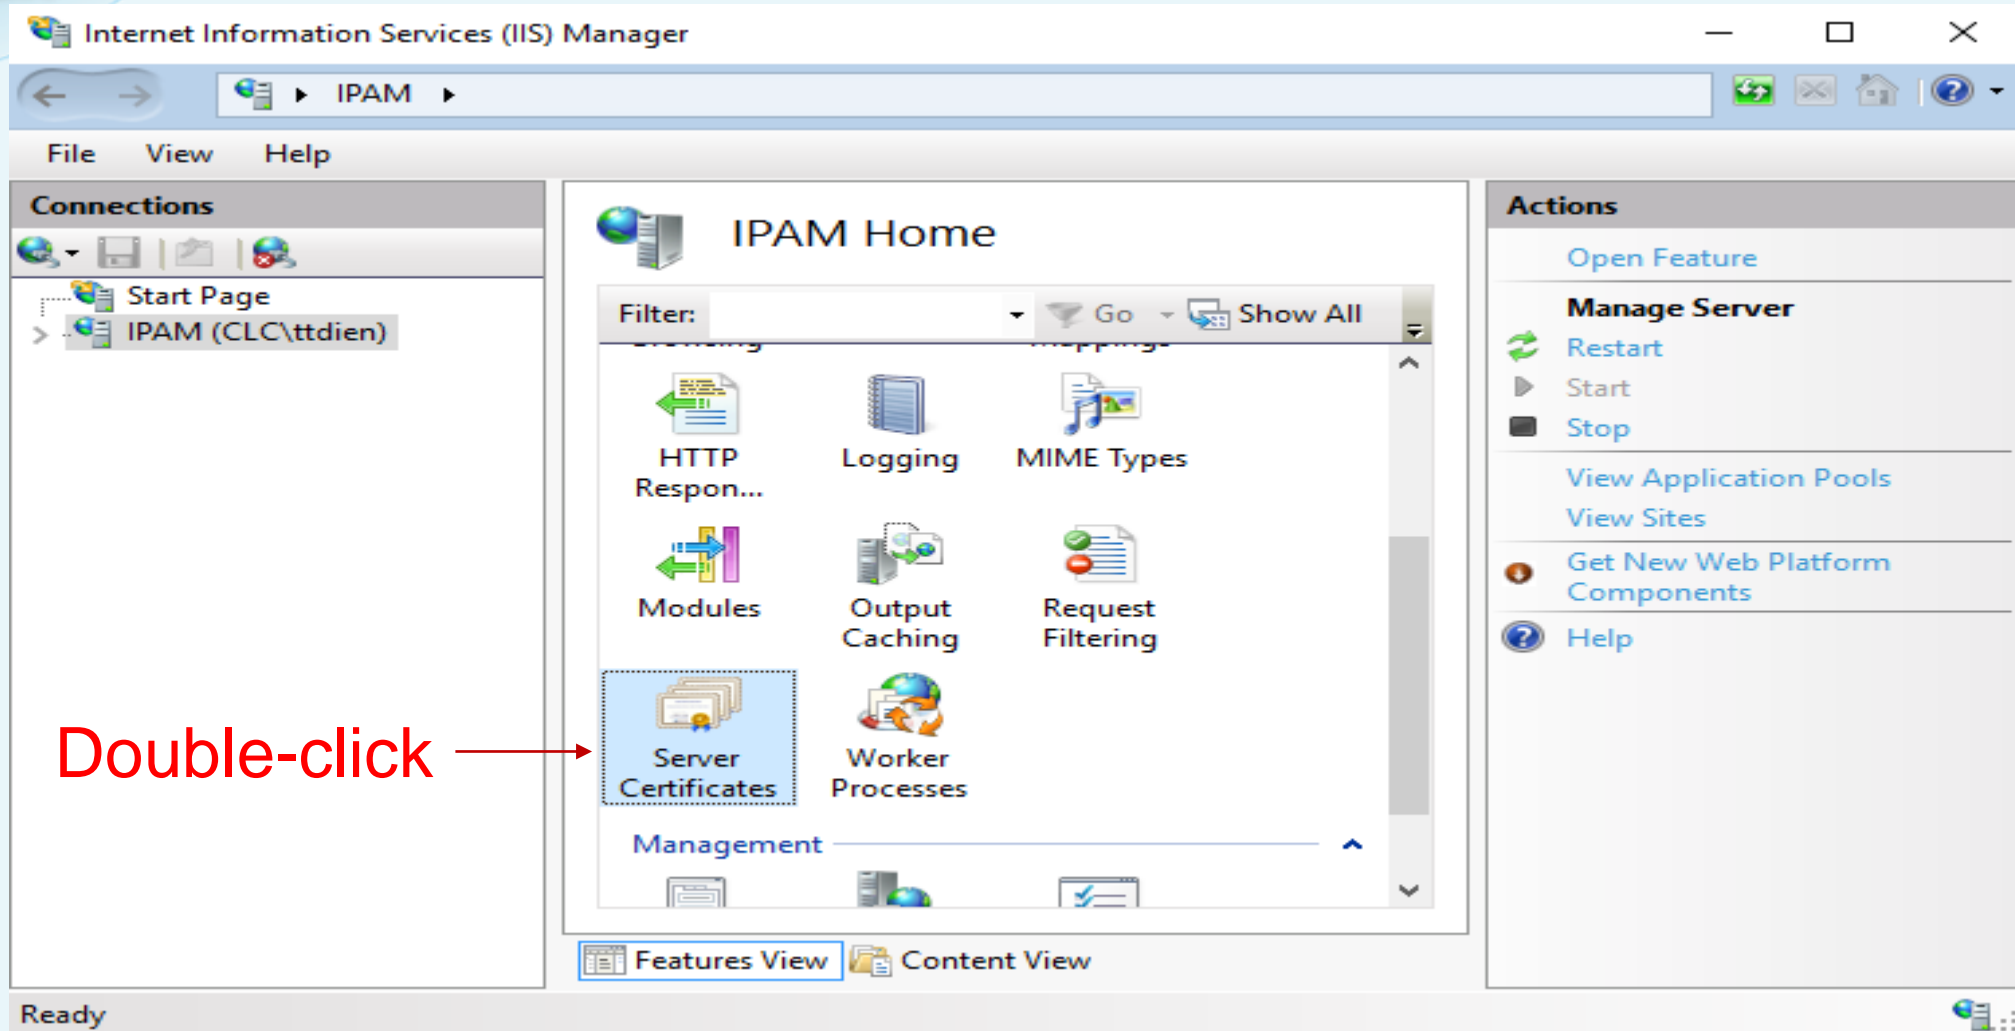 Internet Information Services (IIS) Manager
IPAM
File View Help
Connections
Start Page
IPAM (CLC\ttdien)
IPAM Home
Filter: Go Show All
Browsing Mappings
HTTP Respon...
Logging
MIME Types
Modules
Output Caching
Request Filtering
Server Certificates
Worker Processes
Double-click
Management
Features View Content View
Actions
Open Feature
Manage Server
Restart
Start
Stop
View Application Pools
View Sites
Get New Web Platform
Components
Help
Ready